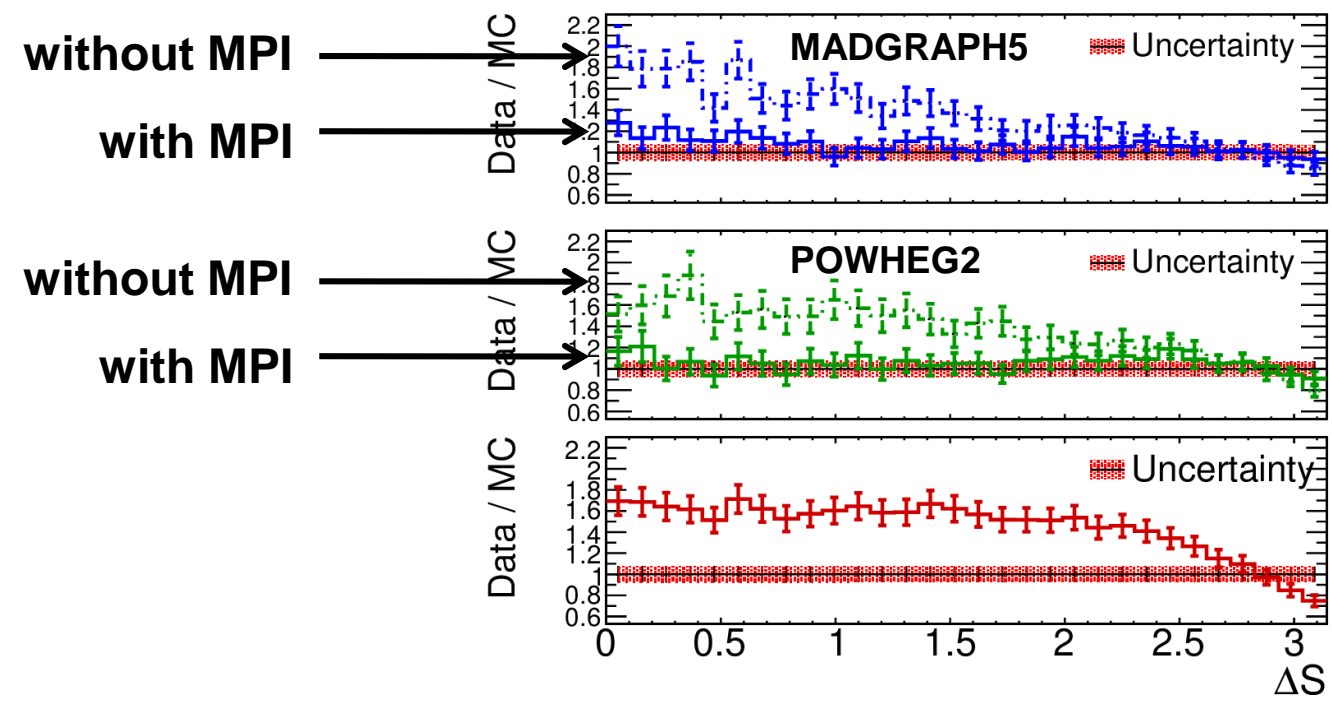 without MPI
with MPI
Data / MC
2.2
2
1.8
1.6
1.4
1.2
1
0.8
0.6
MADGRAPH5
Uncertainty
without MPI
with MPI
Data / MC
2.2
2
1.8
1.6
1.4
1.2
1
0.8
0.6
POWHEG2
Uncertainty
Data / MC
2.2
2
1.8
1.6
1.4
1.2
1
0.8
0.6
Uncertainty
0 0.5 1 1.5 2 2.5 3
ΔS